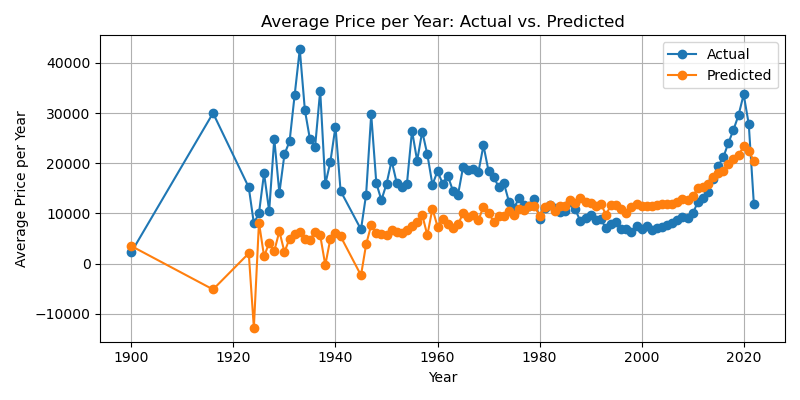 Average Price per Year: Actual vs. Predicted
Actual
Predicted
Average Price per Year
40000
30000
20000
10000
0
−10000
1900
1920
1940
1960
1980
2000
2020
Year